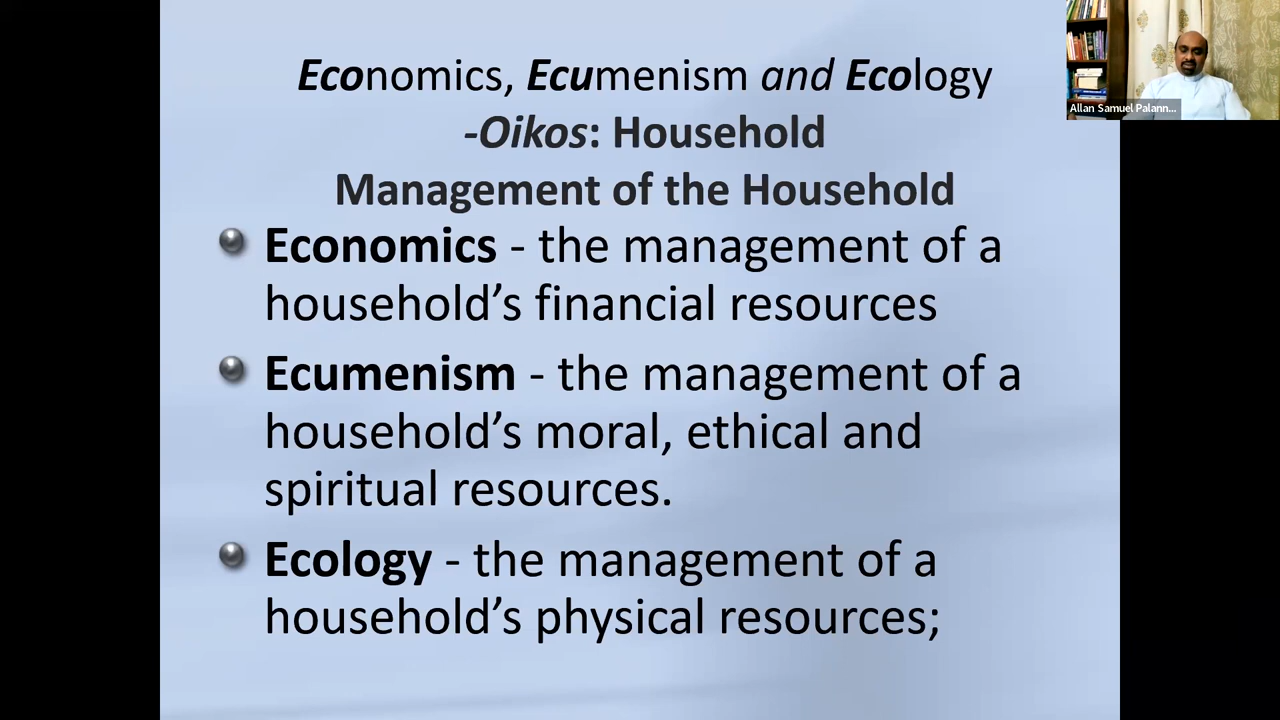 Economics, Ecumenism and Ecology
-Oikos: Household
Management of the Household
Economics - the management of a
household’s financial resources
Ecumenism - the management of a
household’s moral, ethical and
spiritual resources.
Ecology - the management of a
household’s physical resources;
Allan Samuel Palann...